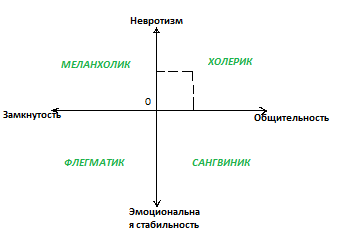 Невротизм
МЕЛАНХОЛИК
ХОЛЕРИК
0
Замкнутость
Общительность
ФЛЕГМАТИК
САНГВИНИК
Эмоциональна
я стабильность